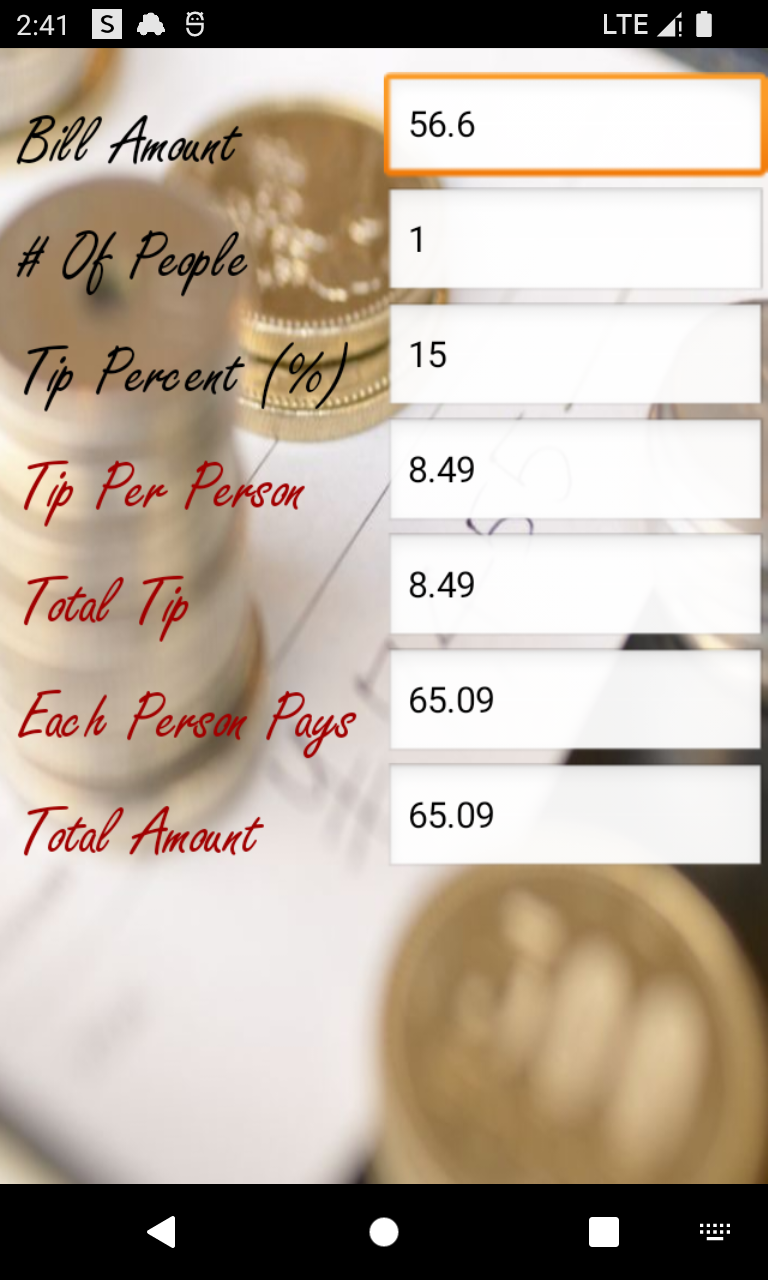 2:41 S LTE
Bill Amount 56.6
# Of People 1
Tip Percent (%) 15
Tip Per Person 8.49
Total Tip 8.49
Each Person Pays 65.09
Total Amount 65.09